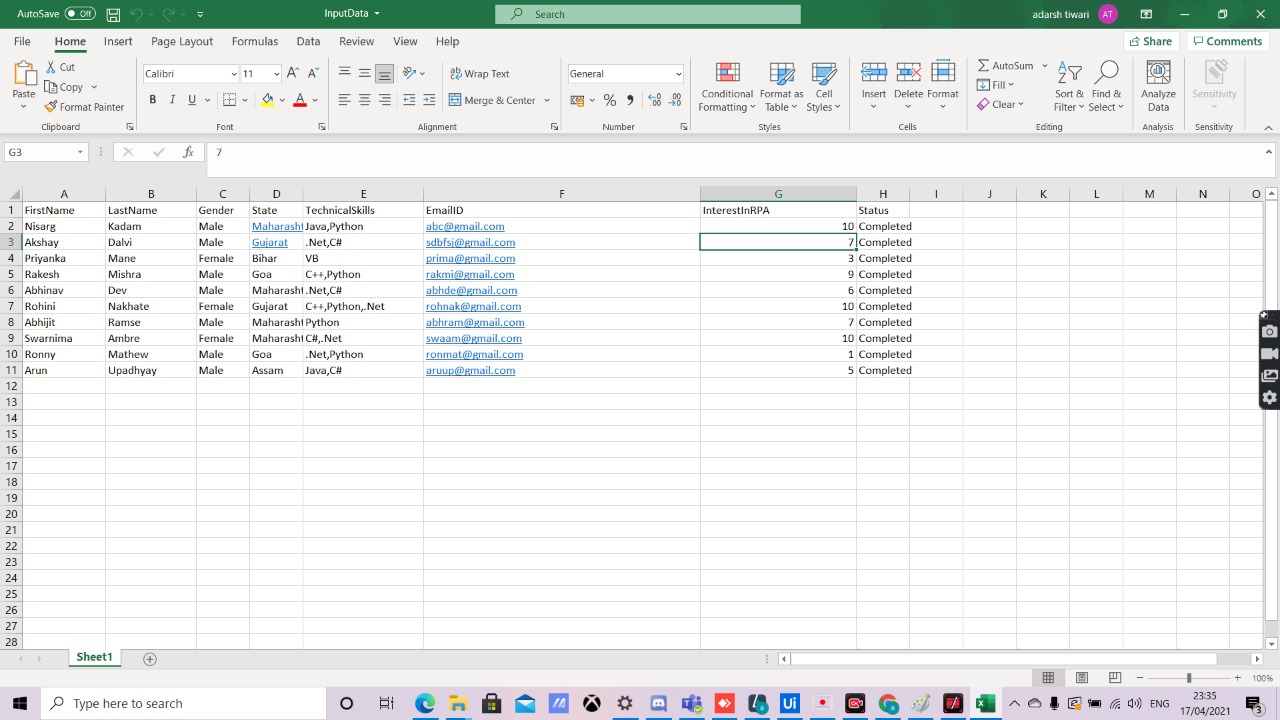 AutoSave Off InputData Search adarsh tiwari AT
File Home Insert Page Layout Formulas Data Review View Help Share Comments
Paste Cut Copy Format Painter Clipboard
Calibri 11 B I U Font
Wrap Text Merge & Center Alignment
General % Number
Conditional Formatting Format as Table Cell Styles Styles
Insert Delete Format Cells
AutoSum Fill Clear Sort & Filter Find & Select Editing
Analyze Data Analysis
Sensitivity Sensitivity
G3 fx 7
A B C D E F G H I J K L M N O
1 FirstName LastName Gender State TechnicalSkills EmailID InterestInRPA Status
2 Nisarg Kadam Male Maharasht Java,Python abc@gmail.com 10 Completed
3 Akshay Dalvi Male Gujarat .Net,C# sdbfsj@gmail.com 7 Completed
4 Priyanka Mane Female Bihar VB prima@gmail.com 3 Completed
5 Rakesh Mishra Male Goa C++,Python rakmi@gmail.com 9 Completed
6 Abhinav Dev Male Maharasht .Net,C# abhde@gmail.com 6 Completed
7 Rohini Nakhate Female Gujarat C++,Python,.Net rohnak@gmail.com 10 Completed
8 Abhijit Ramse Male Maharasht Python abhram@gmail.com 7 Completed
9 Swarnima Ambre Female Maharasht C#,.Net swaam@gmail.com 10 Completed
10 Ronny Mathew Male Goa .Net,Python ronmat@gmail.com 1 Completed
11 Arun Upadhyay Male Assam Java,C# aruup@gmail.com 5 Completed
12
13
14
15
16
17
18
19
20
21
22
23
24
25
26
27
28
Sheet1
100%
Type here to search Ui ENG 23:35
17/04/2021 3